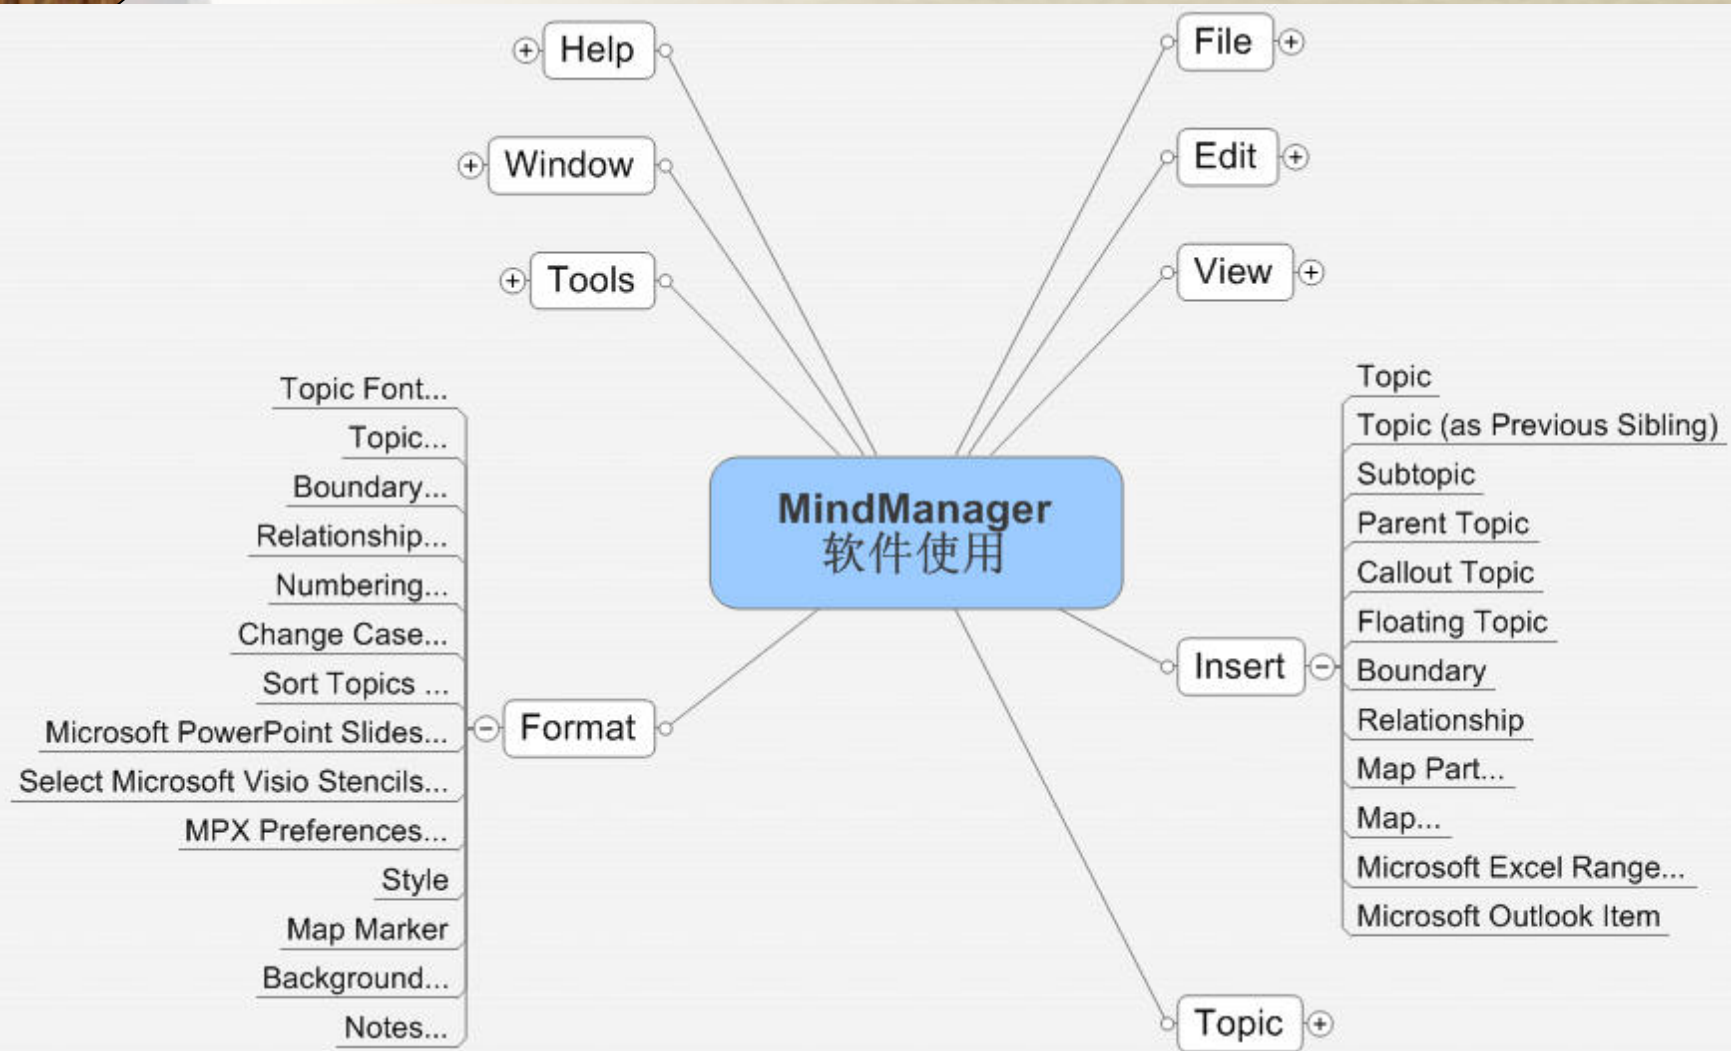 MindManager
软件使用
File
Edit
View
Insert
Topic
Topic (as Previous Sibling)
Subtopic
Parent Topic
Callout Topic
Floating Topic
Boundary
Relationship
Map Part...
Map...
Microsoft Excel Range...
Microsoft Outlook Item
Topic
Help
Window
Tools
Format
Topic Font...
Topic...
Boundary...
Relationship...
Numbering...
Change Case...
Sort Topics ...
Microsoft PowerPoint Slides...
Select Microsoft Visio Stencils...
MPX Preferences...
Style
Map Marker
Background...
Notes...